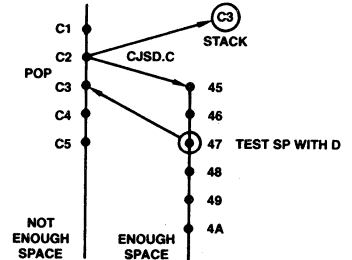 C1
C3
STACK
C2
CJSD.C
POP
C3
45
C4
46
C5
47 TEST SP WITH D
48
49
4A
NOT
ENOUGH
SPACE
ENOUGH
SPACE